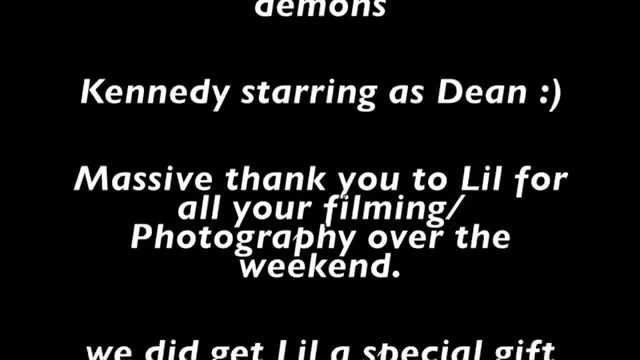 demons
Kennedy starring as Dean :)
Massive thank you to Lil for
all your filming/
Photography over the
weekend.
we did get Lil a special gift